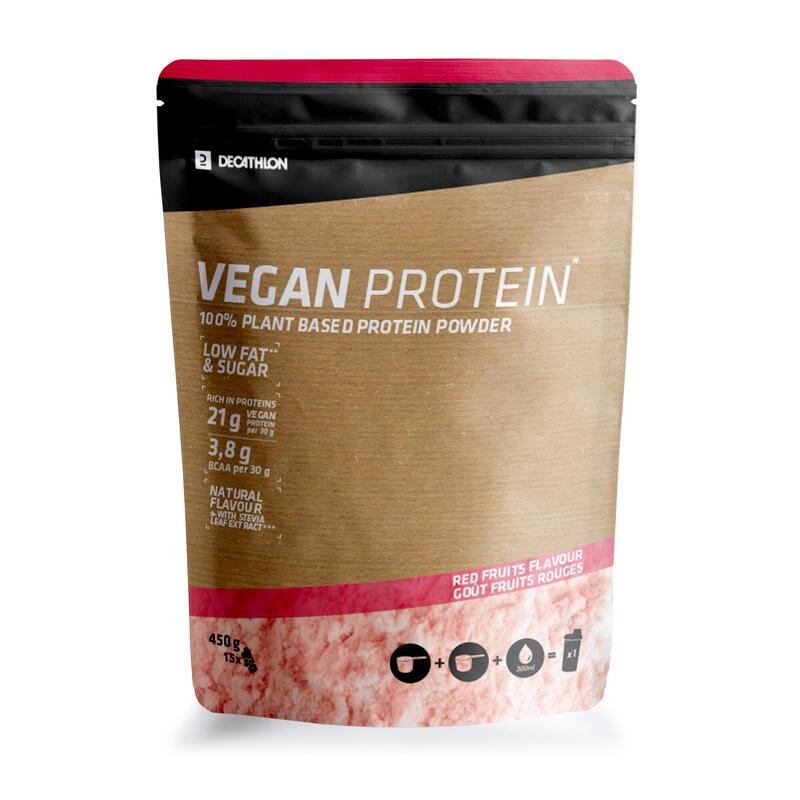 DECATHLON
VEGAN PROTEIN*
100% PLANT BASED PROTEIN POWDER
LOW FAT**
& SUGAR
RICH IN PROTEINS
21 g VEGAN
PROTEIN
per 30 g
3,8 g
BCAA per 30 g
NATURAL
FLAVOUR
WITH STEVIA
LEAF EXTRACT***
RED FRUITS FLAVOUR
GOÛT FRUITS ROUGES
450 g
15x
+ + 300ml = x1